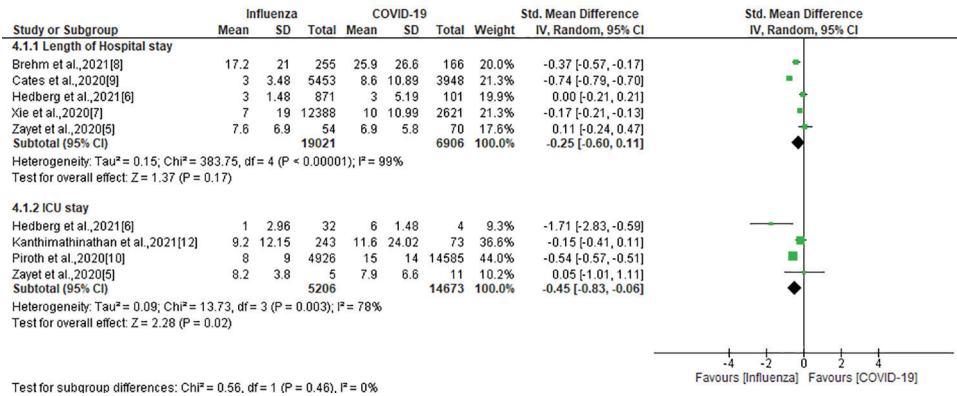 Influenza COVID-19 Std. Mean Difference Std. Mean Difference
Study or Subgroup Mean SD Total Mean SD Total Weight IV, Random, 95% CI IV, Random, 95% CI
4.1.1 Length of Hospital stay
Brehm et al.,2021[8] 17.2 21 255 25.9 26.6 166 20.0% -0.37 [-0.57, -0.17]
Cates et al.,2020[9] 3 3.48 5453 8.6 10.89 3948 21.3% -0.74 [-0.79, -0.70]
Hedberg et al.,2021[6] 3 1.48 871 3 5.19 101 19.9% 0.00 [-0.21, 0.21]
Xie et al.,2020[7] 7 19 12388 10 10.99 2621 21.3% -0.17 [-0.21, -0.13]
Zayet et al.,2020[5] 7.6 6.9 54 6.9 5.8 70 17.6% 0.11 [-0.24, 0.47]
Subtotal (95% CI) 19021 6906 100.0% -0.25 [-0.60, 0.11]
Heterogeneity: Tau² = 0.15; Chi² = 383.75, df = 4 (P < 0.00001); I² = 99%
Test for overall effect: Z = 1.37 (P = 0.17)
4.1.2 ICU stay
Hedberg et al.,2021[6] 1 2.96 32 6 1.48 4 9.3% -1.71 [-2.83, -0.59]
Kanthimathinathan et al.,2021[12] 9.2 12.15 243 11.6 24.02 73 36.6% -0.15 [-0.41, 0.11]
Piroth et al.,2020[10] 8 9 4926 15 14 14585 44.0% -0.54 [-0.57, -0.51]
Zayet et al.,2020[5] 8.2 3.8 5 7.9 6.6 11 10.2% 0.05 [-1.01, 1.11]
Subtotal (95% CI) 5206 14673 100.0% -0.45 [-0.83, -0.06]
Heterogeneity: Tau² = 0.09; Chi² = 13.73, df = 3 (P = 0.003); I² = 78%
Test for overall effect: Z = 2.28 (P = 0.02)
-4 -2 0 2 4
Favours [Influenza] Favours [COVID-19]
Test for subgroup differences: Chi² = 0.56, df = 1 (P = 0.46), I² = 0%